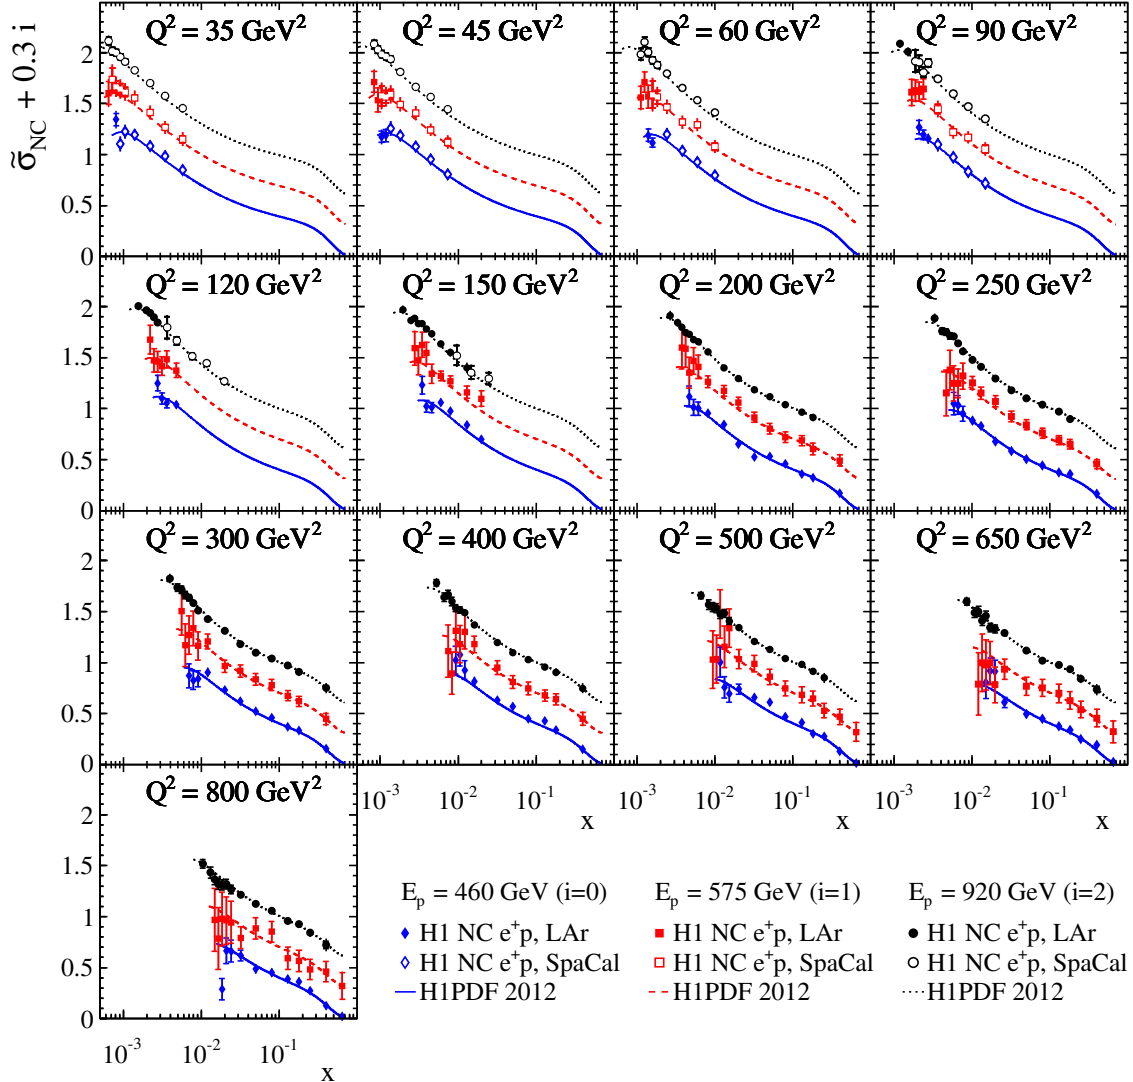 σ̃_NC + 0.3 i
Q² = 35 GeV²
Q² = 45 GeV²
Q² = 60 GeV²
Q² = 90 GeV²
2
1.5
1
0.5
0
Q² = 120 GeV²
Q² = 150 GeV²
Q² = 200 GeV²
Q² = 250 GeV²
2
1.5
1
0.5
0
Q² = 300 GeV²
Q² = 400 GeV²
Q² = 500 GeV²
Q² = 650 GeV²
2
1.5
1
0.5
0
Q² = 800 GeV²
2
1.5
1
0.5
0
10⁻³ 10⁻² 10⁻¹
x
10⁻³ 10⁻² 10⁻¹
x
10⁻³ 10⁻² 10⁻¹
x
10⁻³ 10⁻² 10⁻¹
x
E_p = 460 GeV (i=0)
H1 NC e⁺p, LAr
H1 NC e⁺p, SpaCal
H1PDF 2012
E_p = 575 GeV (i=1)
H1 NC e⁺p, LAr
H1 NC e⁺p, SpaCal
H1PDF 2012
E_p = 920 GeV (i=2)
H1 NC e⁺p, LAr
H1 NC e⁺p, SpaCal
H1PDF 2012